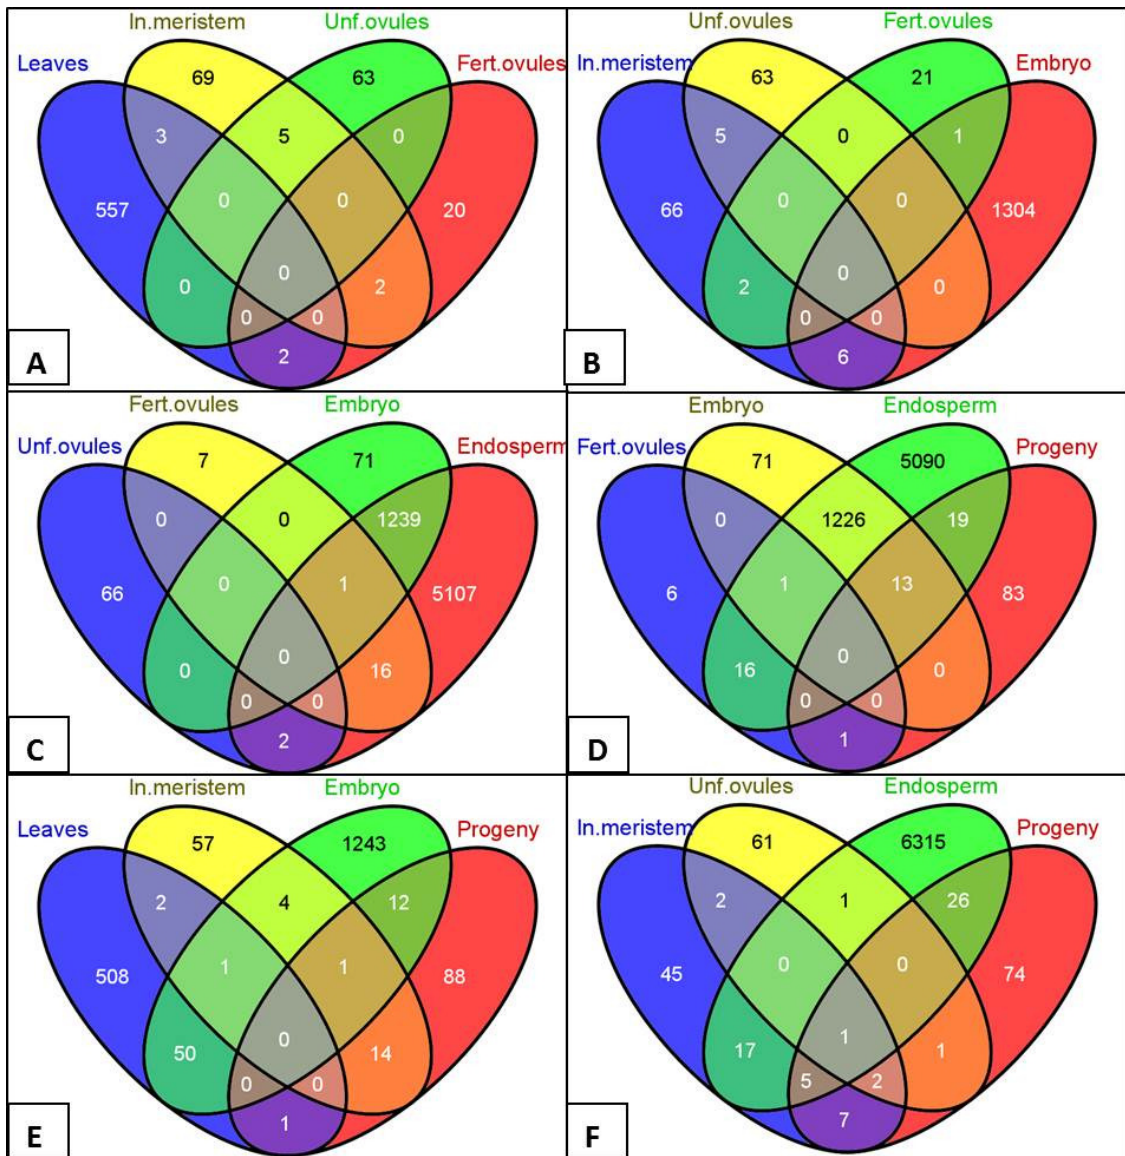 In.meristem Unf.ovules
Leaves Fert.ovules
69 63
3 5 0
557 0 0 20
0 0 2
0 0
2
A
Unf.ovules Fert.ovules
In.meristem Embryo
63 21
5 0 1
66 0 0 1304
2 0 0
0 0
6
B
Fert.ovules Embryo
Unf.ovules Endosperm
7 71
0 0 1239
66 0 1 5107
0 0 16
0 0
2
C
Embryo Endosperm
Fert.ovules Progeny
71 5090
0 1226 19
6 1 13 83
16 0 0
0 0
1
D
In.meristem Embryo
Leaves Progeny
57 1243
2 4 12
508 1 1 88
50 0 14
0 0
1
E
Unf.ovules Endosperm
In.meristem Progeny
61 6315
2 1 26
45 0 0 74
17 1 1
5 2
7
F